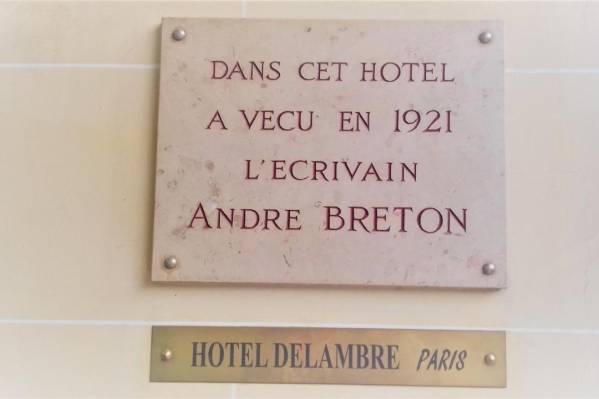 DANS CET HOTEL
A VECU EN 1921
L'ECRIVAIN
ANDRE BRETON
HOTEL DELAMBRE PARIS